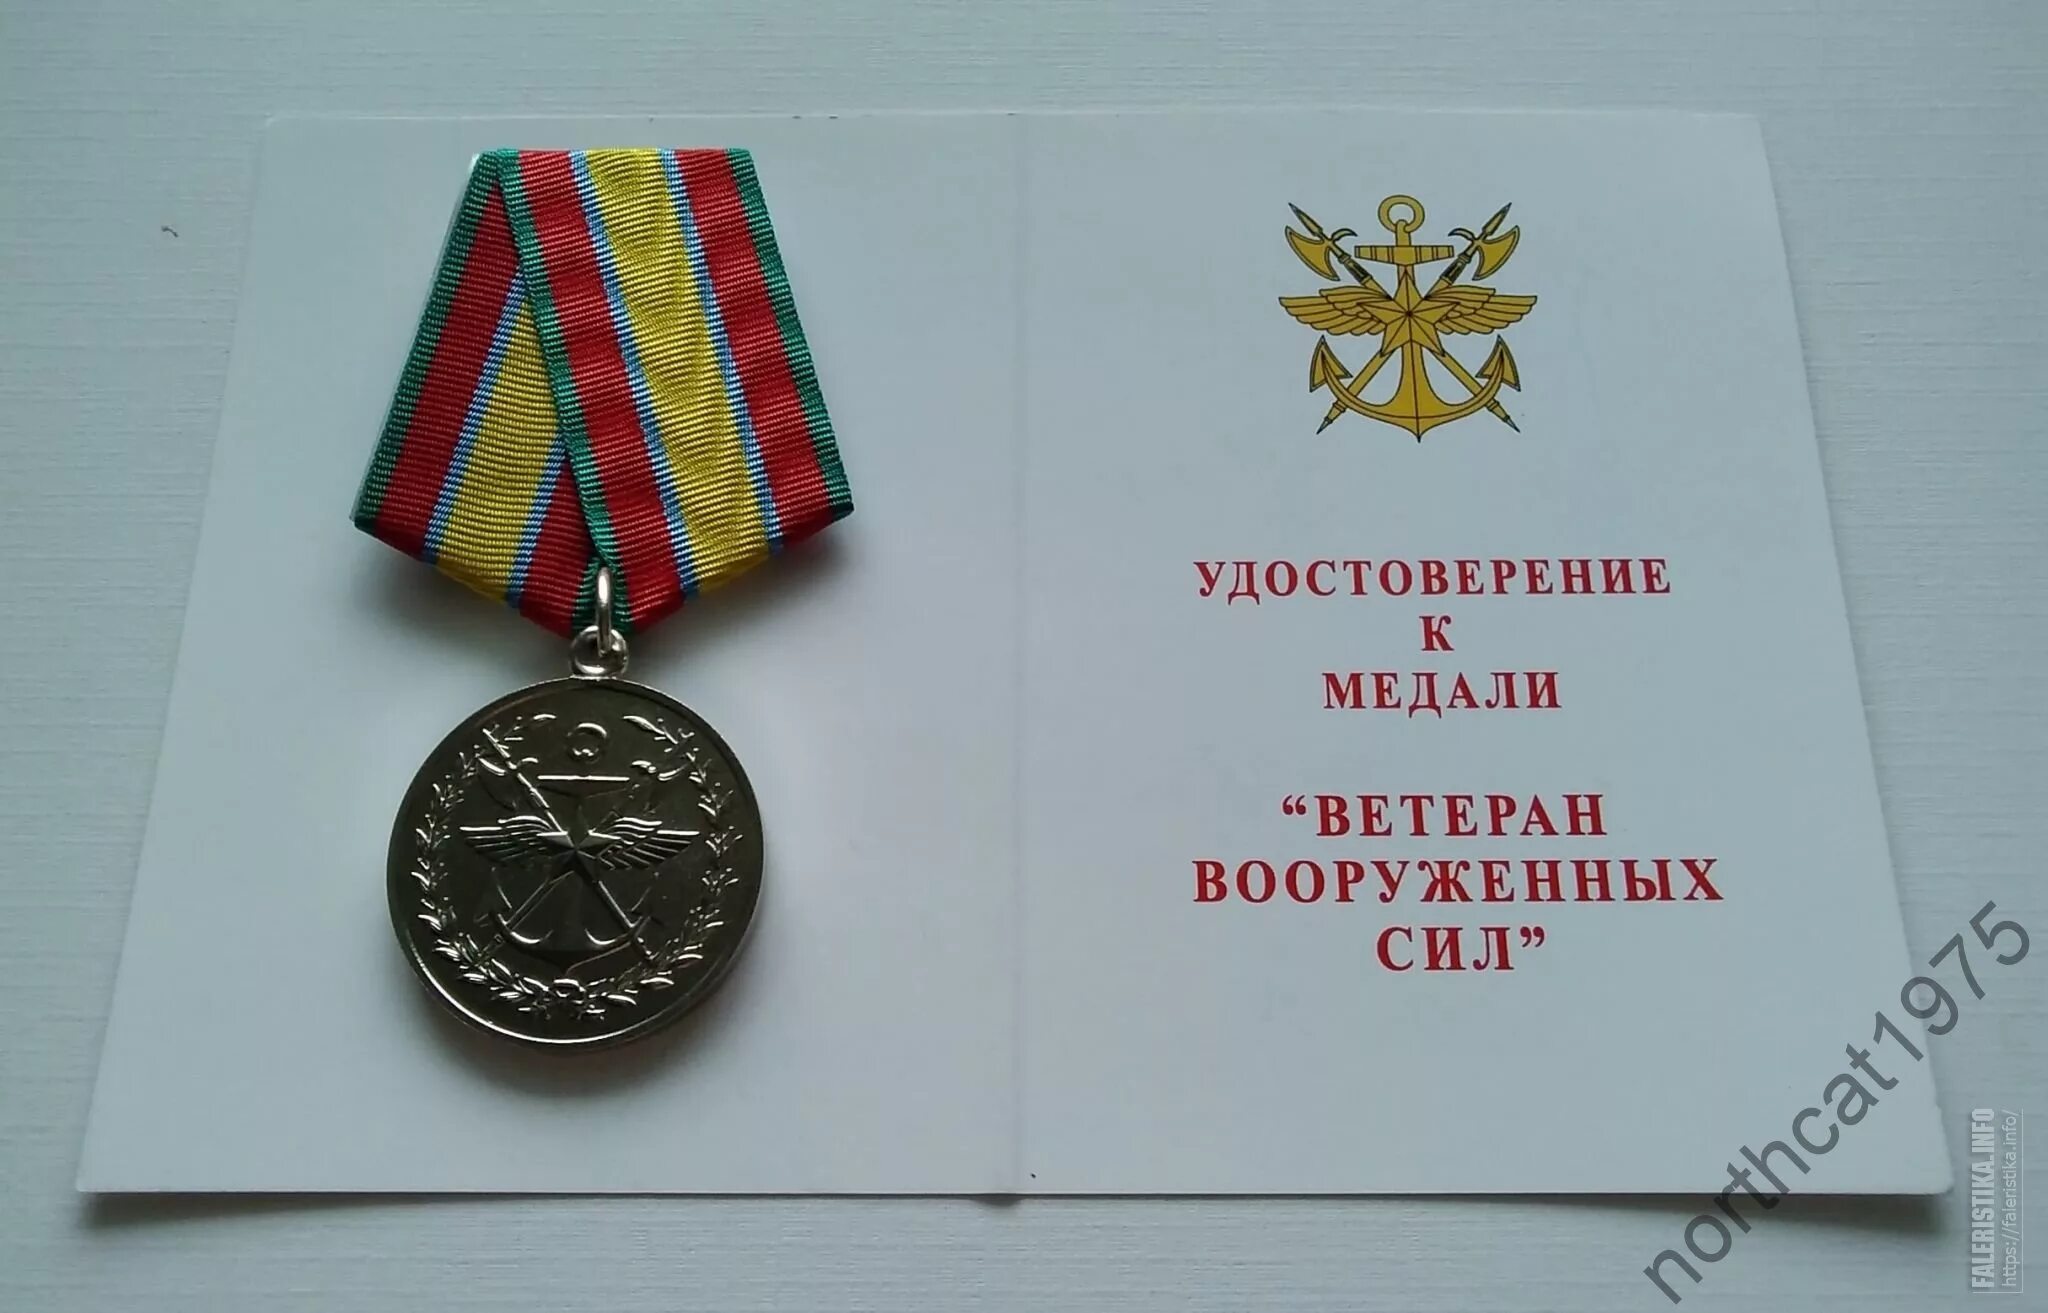 УДОСТОВЕРЕНИЕ
К
МЕДАЛИ
“ВЕТЕРАН
ВООРУЖЕННЫХ
СИЛ”
northcat1975
FALERISTIKA.INFO
https://faleristika.info/